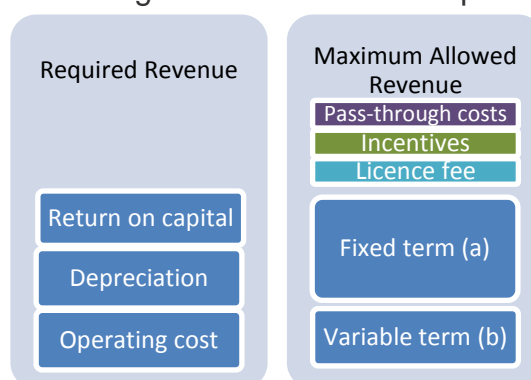 Required Revenue
Return on capital
Depreciation
Operating cost
Maximum Allowed
Revenue
Pass-through costs
Incentives
Licence fee
Fixed term (a)
Variable term (b)